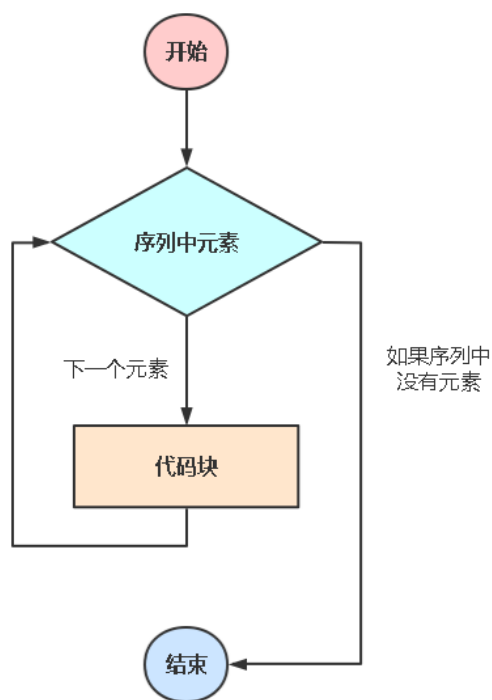 开始
序列中元素
下一个元素
如果序列中
没有元素
代码块
结束